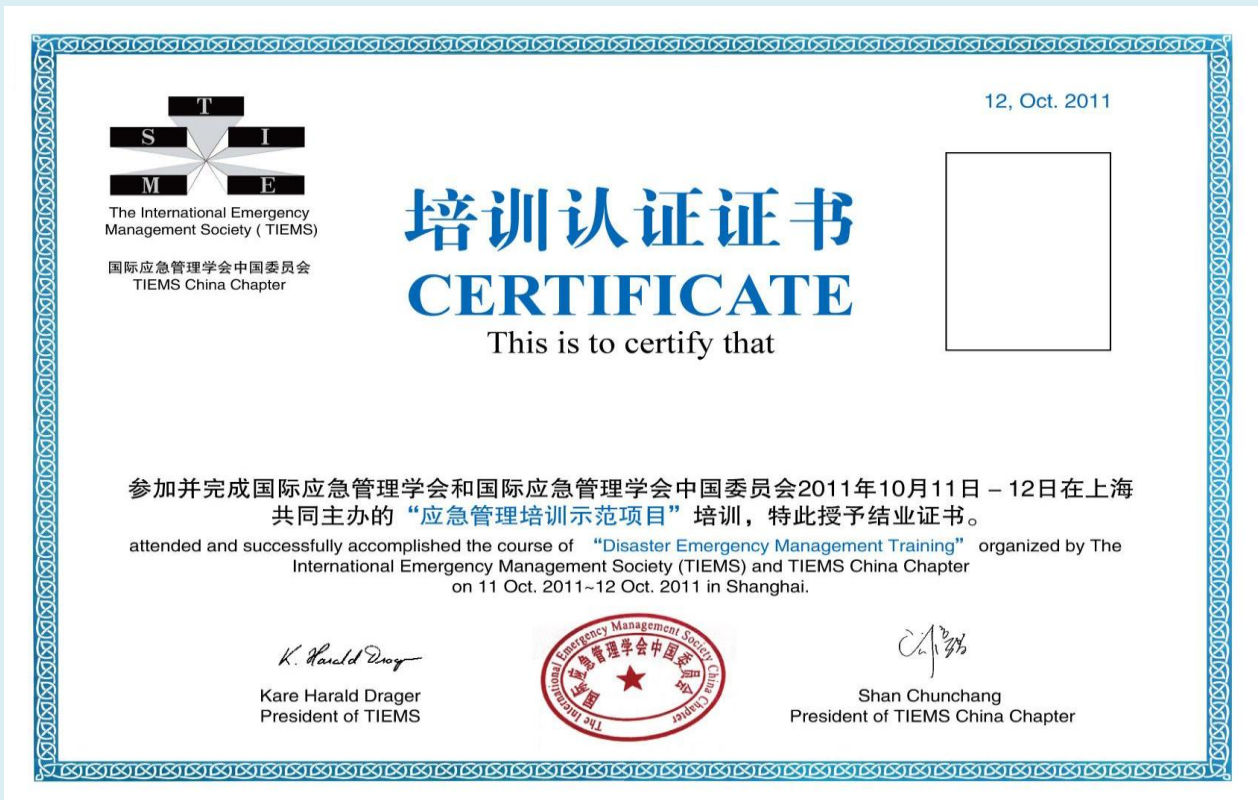 T
S I
M E
The International Emergency
Management Society ( TIEMS)
国际应急管理学会中国委员会
TIEMS China Chapter
12, Oct. 2011
培训认证证书
CERTIFICATE
This is to certify that
参加并完成国际应急管理学会和国际应急管理学会中国委员会2011年10月11日－12日在上海
共同主办的“应急管理培训示范项目”培训，特此授予结业证书。
attended and successfully accomplished the course of “Disaster Emergency Management Training” organized by The
International Emergency Management Society (TIEMS) and TIEMS China Chapter
on 11 Oct. 2011~12 Oct. 2011 in Shanghai.
K. Harald Drager
Kare Harald Drager
President of TIEMS
The International Emergency Management Society China Chapter
国际应急管理学会中国委员会
Shan Chunchang
President of TIEMS China Chapter